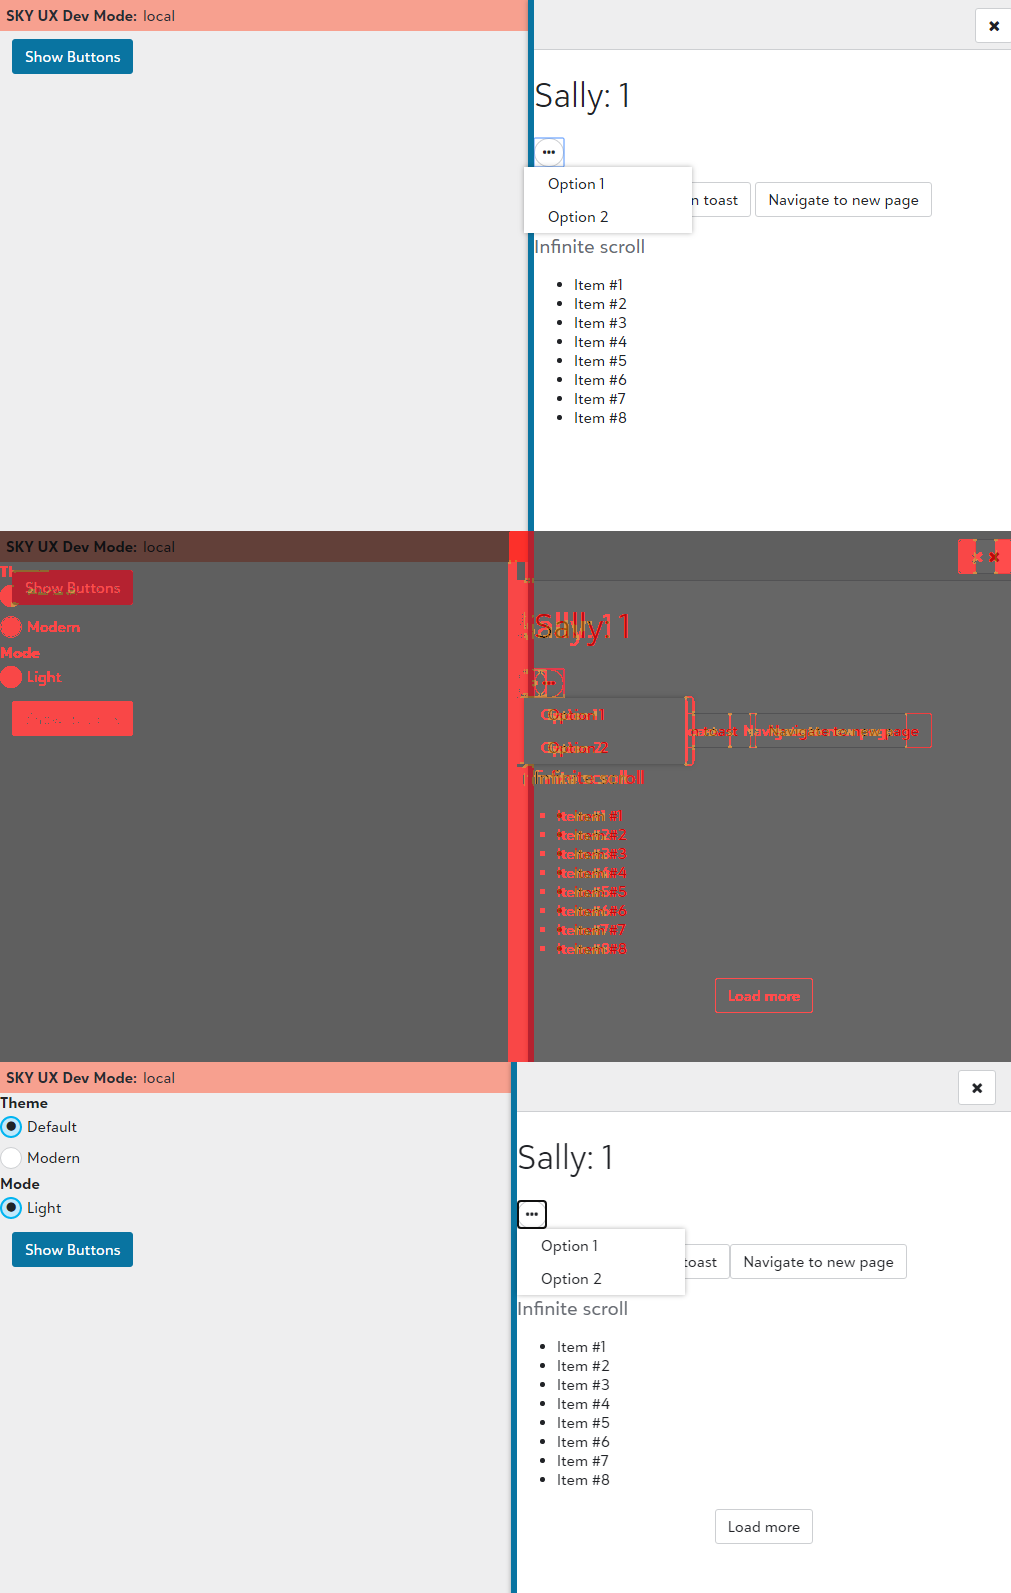 SKY UX Dev Mode: local
Show Buttons
Sally: 1
Option 1
Option 2
n toast
Navigate to new page
Infinite scroll
Item #1
Item #2
Item #3
Item #4
Item #5
Item #6
Item #7
Item #8
SKY UX Dev Mode: local
Show Buttons
Modern
Mode
Light
Sally: 1
Option 1
Option 2
Navigate to new page
Infinite scroll
Item #1
Item #2
Item #3
Item #4
Item #5
Item #6
Item #7
Item #8
Load more
SKY UX Dev Mode: local
Theme
Default
Modern
Mode
Light
Show Buttons
Sally: 1
Option 1
Option 2
toast
Navigate to new page
Infinite scroll
Item #1
Item #2
Item #3
Item #4
Item #5
Item #6
Item #7
Item #8
Load more